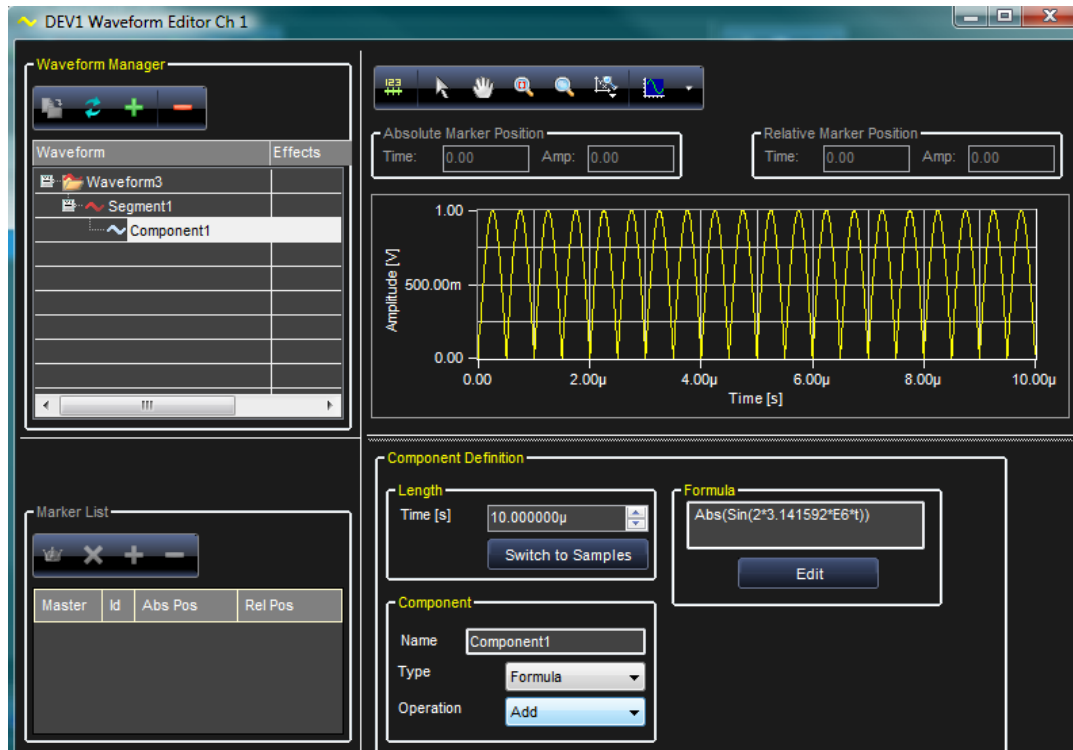 DEV1 Waveform Editor Ch 1
Waveform Manager
Waveform Effects
Waveform3
Segment1
Component1
Marker List
Master Id Abs Pos Rel Pos
123
Absolute Marker Position
Time: 0.00 Amp: 0.00
Relative Marker Position
Time: 0.00 Amp: 0.00
Amplitude [V]
1.00
500.00m
0.00
0.00 2.00µ 4.00µ 6.00µ 8.00µ 10.00µ
Time [s]
Component Definition
Length
Time [s] 10.000000µ
Switch to Samples
Formula
Abs(Sin(2*3.141592*E6*t))
Edit
Component
Name Component1
Type Formula
Operation Add